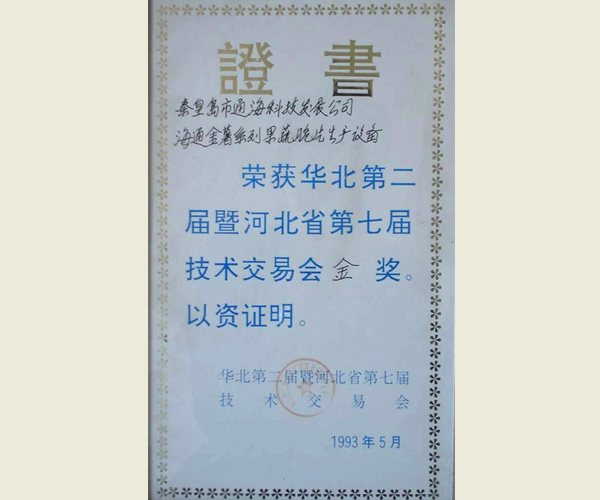 證書
秦皇岛市通海科技发展公司
海通金薯系列果蔬脆片生产设备
荣获华北第二
届暨河北省第七届
技术交易会金奖。
以资证明。
华北第二届暨河北省第七届
技术交易会
1993年5月